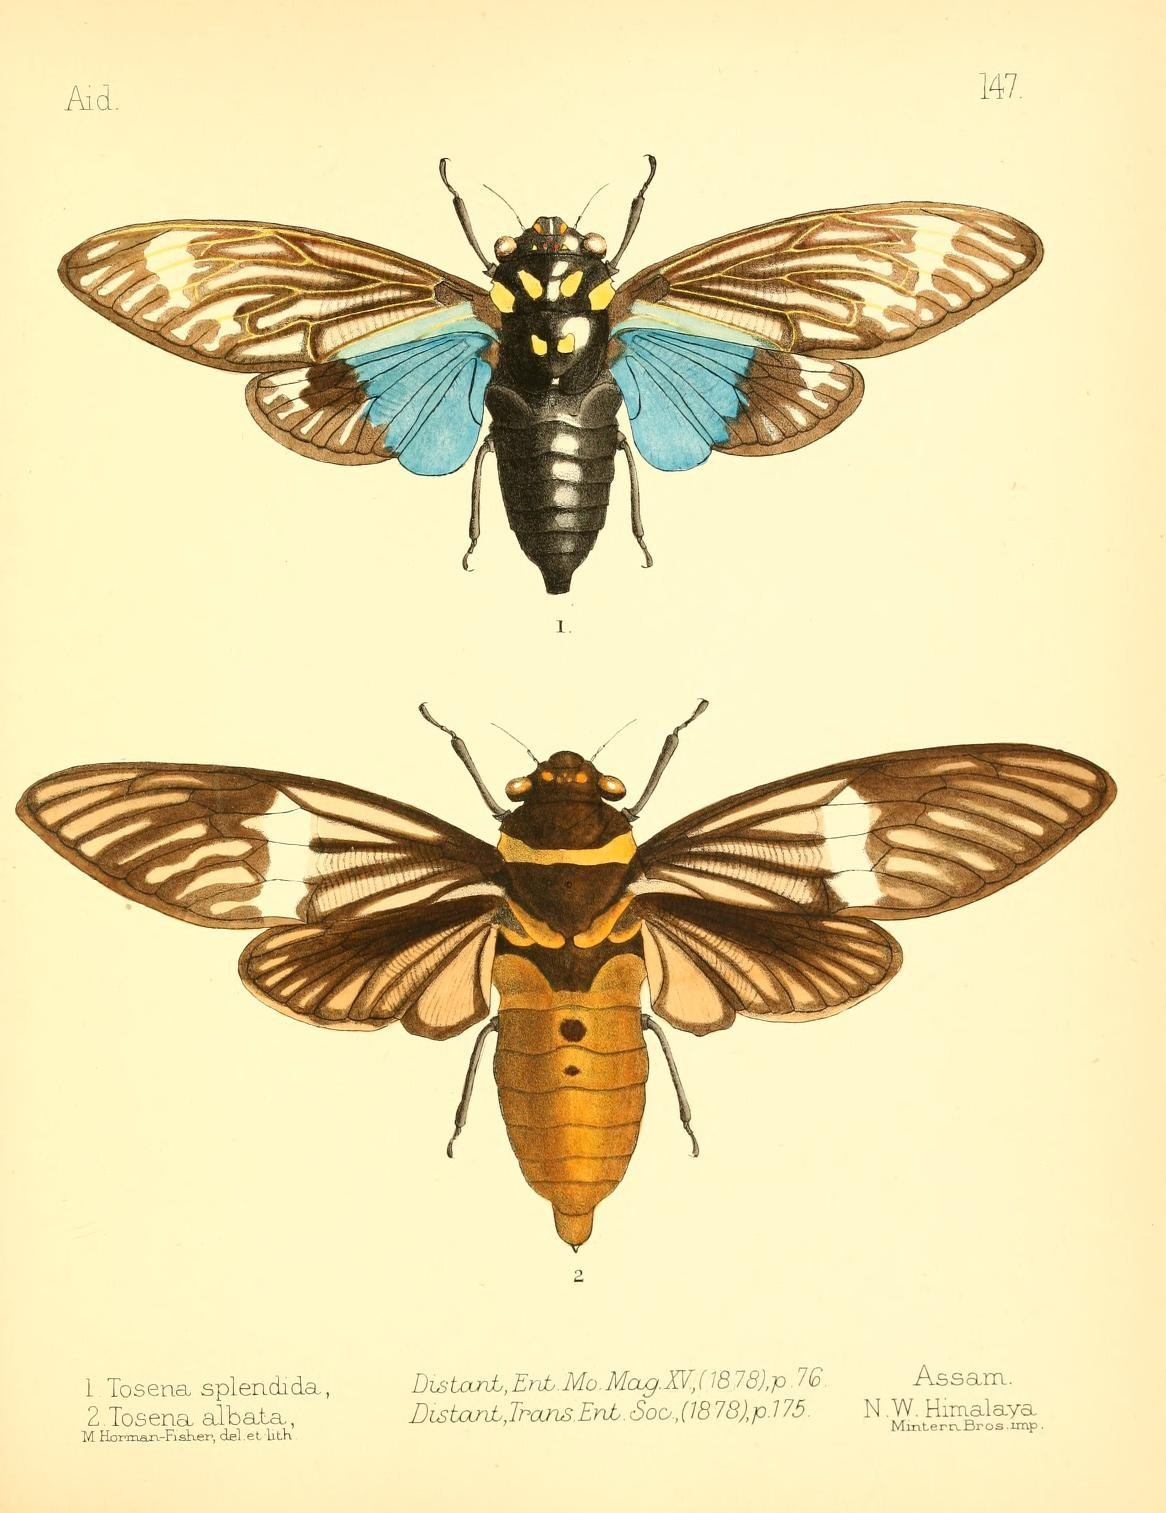 Aid.
147.
1.
2
1 Tosena splendida,
Distant, Ent. Mo. Mag. XV, (1878), p. 76.
Assam.
2. Tosena albata,
Distant, Trans. Ent. Soc., (1878), p. 175.
N. W. Himalaya
M Horman-Fisher, del. et lith.
Mintern Bros. imp.